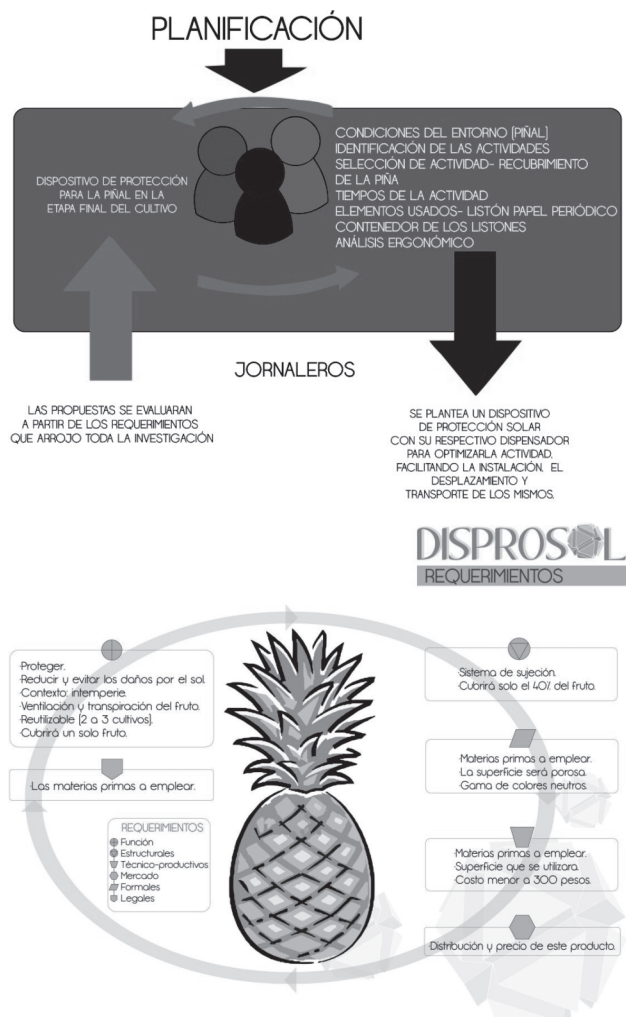 PLANIFICACIÓN
DISPOSITIVO DE PROTECCIÓN
PARA LA PIÑAL EN LA
ETAPA FINAL DEL CULTIVO
CONDICIONES DEL ENTORNO (PIÑAL)
IDENTIFICACIÓN DE LAS ACTIVIDADES
SELECCIÓN DE ACTIVIDAD- RECUBRIMIENTO
DE LA PIÑA
TIEMPOS DE LA ACTIVIDAD
ELEMENTOS USADOS- LISTÓN PAPEL PERIÓDICO
CONTENEDOR DE LOS LISTONES
ANÁLISIS ERGONÓMICO
JORNALEROS
LAS PROPUESTAS SE EVALUARAN
A PARTIR DE LOS REQUERIMIENTOS
QUE ARROJO TODA LA INVESTIGACIÓN
SE PLANTEA UN DISPOSITIVO
DE PROTECCIÓN SOLAR
CON SU RESPECTIVO DISPENSADOR
PARA OPTIMIZARLA ACTIVIDAD,
FACILITANDO LA INSTALACIÓN, EL
DESPLAZAMIENTO Y
TRANSPORTE DE LOS MISMOS.
DISPROSOL
REQUERIMIENTOS
·Proteger.
·Reducir y evitar los daños por el sol.
·Contexto: intemperie.
·Ventilación y transpiración del fruto.
·Reutilizable (2 a 3 cultivos).
·Cubrirá un solo fruto.
·Las materias primas a emplear.
REQUERIMIENTOS
Función
Estructurales
Técnico-productivos
Mercado
Formales
Legales
·Sistema de sujeción.
·Cubrirá solo el 40% del fruto.
·Materias primas a emplear.
·La superficie será porosa.
·Gama de colores neutros.
·Materias primas a emplear.
·Superficie que se utilizara.
·Costo menor a 300 pesos.
·Distribución y precio de este producto.